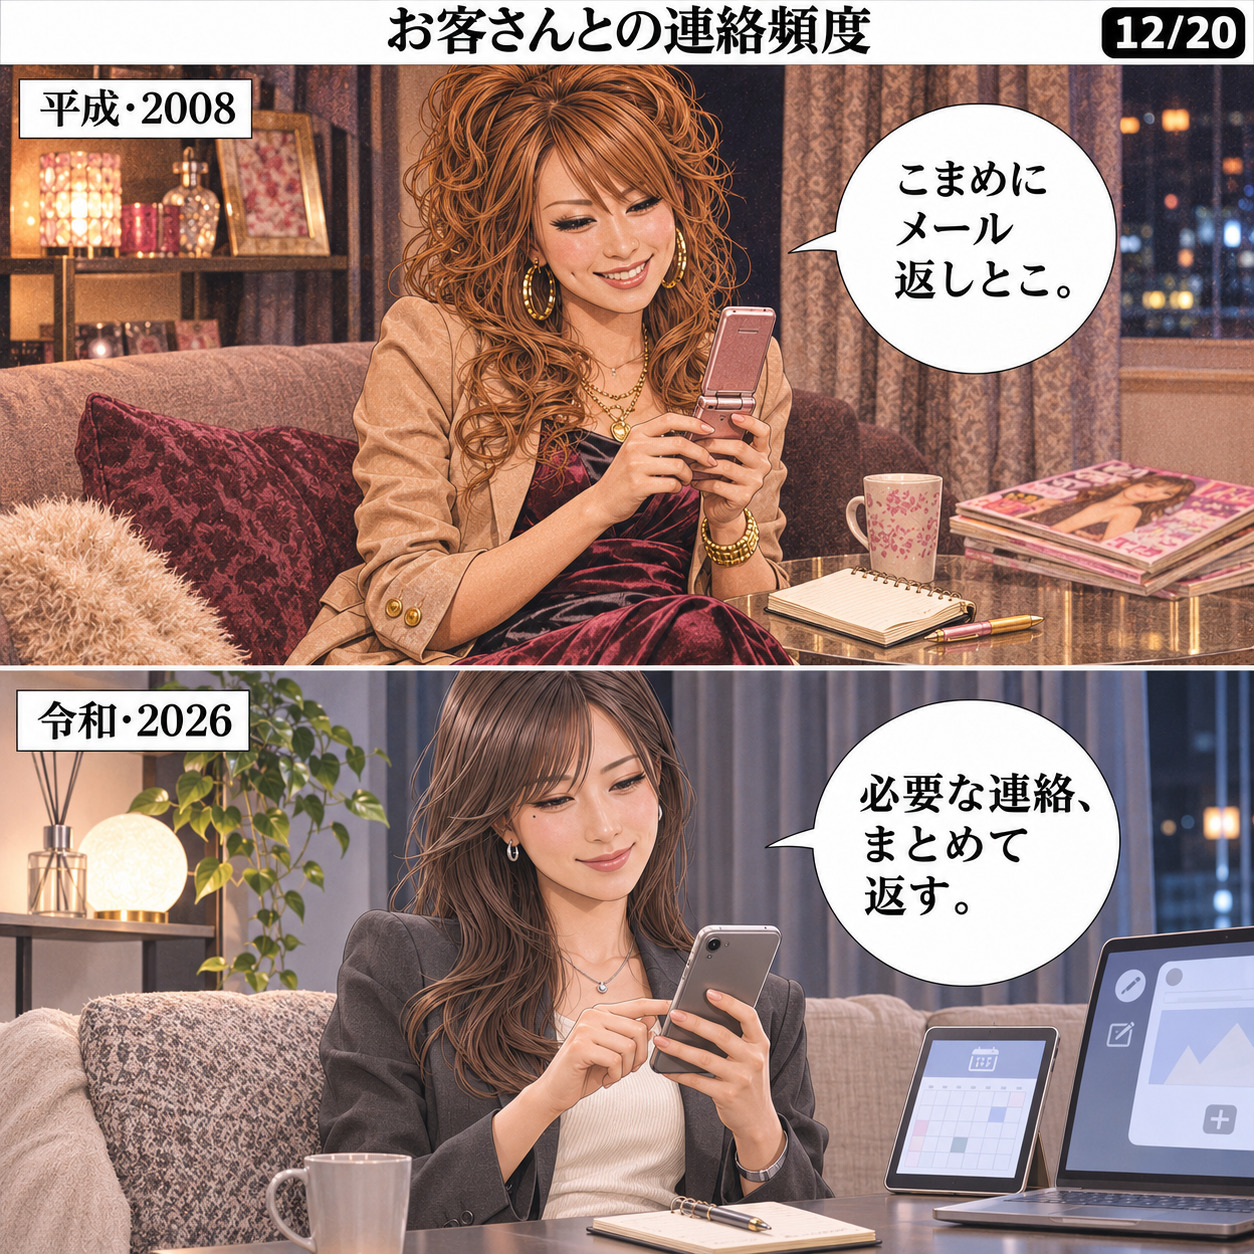 お客さんとの連絡頻度
12/20
平成・2008
こまめに
メール
返しとこ。
令和・2026
必要な連絡、
まとめて
返す。